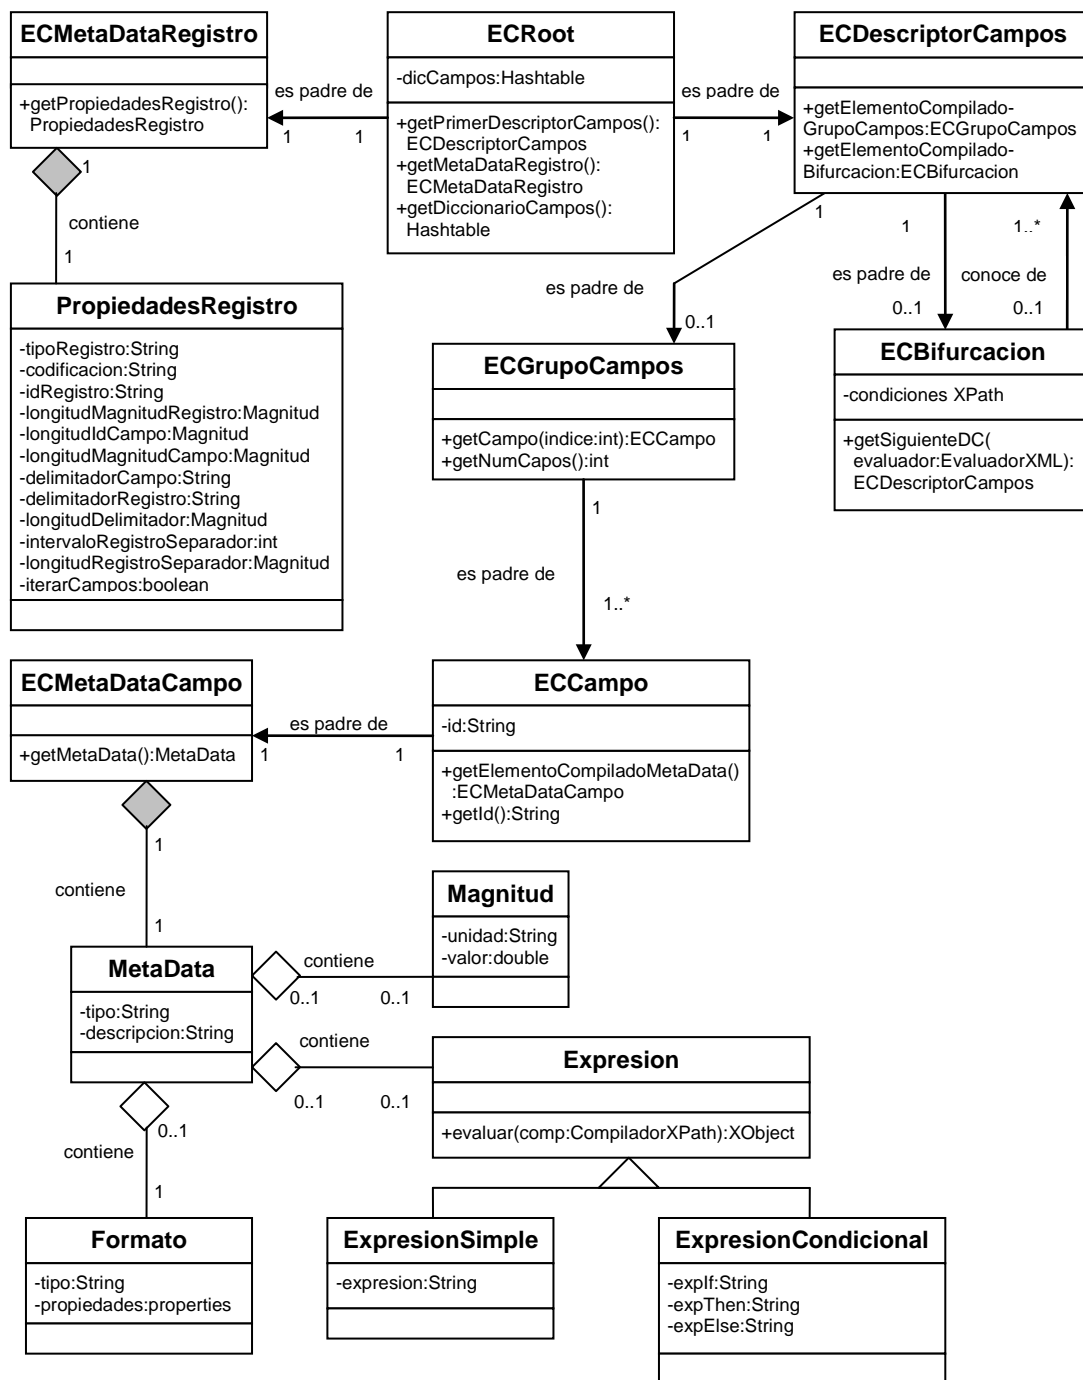 ECMetaDataRegistro
+getPropiedadesRegistro():
PropiedadesRegistro
ECRoot
-dicCampos:Hashtable
+getPrimerDescriptorCampos():
ECDescriptorCampos
+getMetaDataRegistro():
ECMetaDataRegistro
+getDiccionarioCampos():
Hashtable
ECDescriptorCampos
+getElementoCompilado-
GrupoCampos:ECGrupoCampos
+getElementoCompilado-
Bifurcacion:ECBifurcacion
es padre de
1
1
es padre de
1
1
1
contiene
1
1
es padre de
0..1
1
es padre de
0..1
1..*
conoce de
0..1
PropiedadesRegistro
-tipoRegistro:String
-codificacion:String
-idRegistro:String
-longitudMagnitudRegistro:Magnitud
-longitudIdCampo:Magnitud
-longitudMagnitudCampo:Magnitud
-delimitadorCampo:String
-delimitadorRegistro:String
-longitudDelimitador:Magnitud
-intervaloRegistroSeparador:int
-longitudRegistroSeparador:Magnitud
-iterarCampos:boolean
ECGrupoCampos
+getCampo(indice:int):ECCampo
+getNumCapos():int
ECBifurcacion
-condiciones XPath
+getSiguienteDC(
evaluador:EvaluadorXML):
ECDescriptorCampos
1
es padre de
1..*
ECMetaDataCampo
+getMetaData():MetaData
es padre de
1
1
ECCampo
-id:String
+getElementoCompiladoMetaData()
:ECMetaDataCampo
+getId():String
1
contiene
1
MetaData
-tipo:String
-descripcion:String
contiene
0..1
0..1
Magnitud
-unidad:String
-valor:double
contiene
0..1
0..1
Expresion
+evaluar(comp:CompiladorXPath):XObject
0..1
contiene
1
Formato
-tipo:String
-propiedades:properties
ExpresionSimple
-expresion:String
ExpresionCondicional
-expIf:String
-expThen:String
-expElse:String